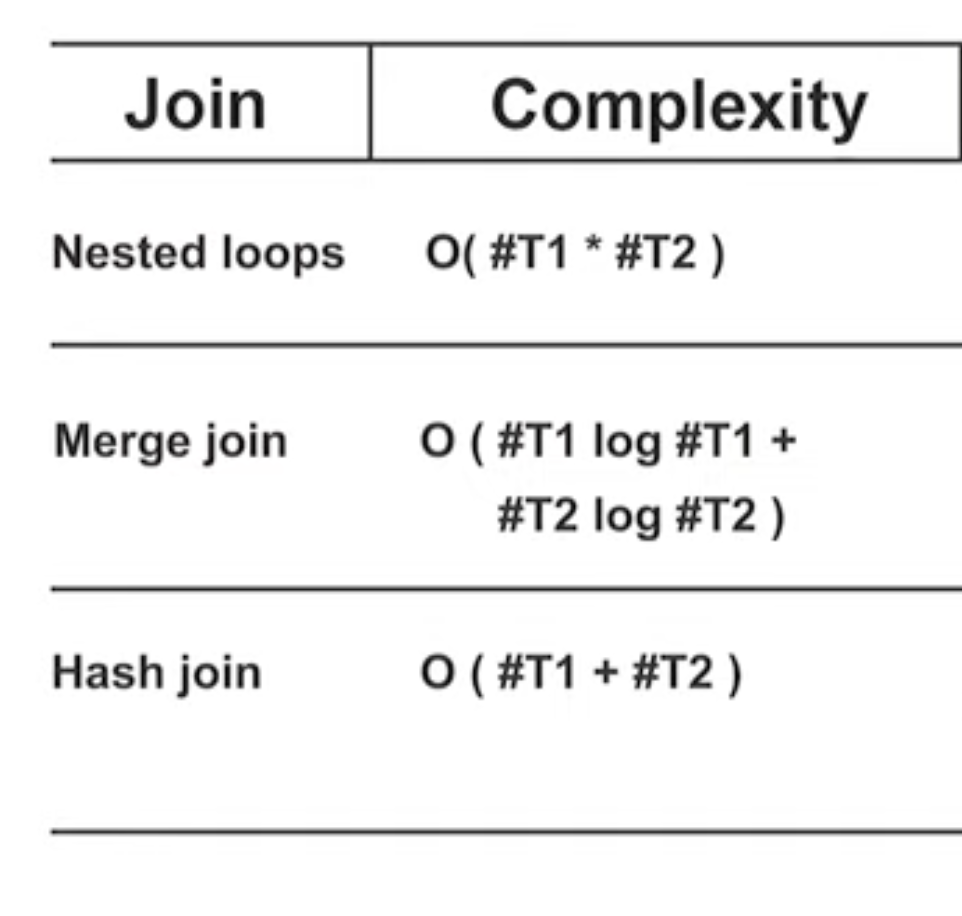 Join Complexity
Nested loops O( #T1 * #T2 )
Merge join O ( #T1 log #T1 +
#T2 log #T2 )
Hash join O ( #T1 + #T2 )